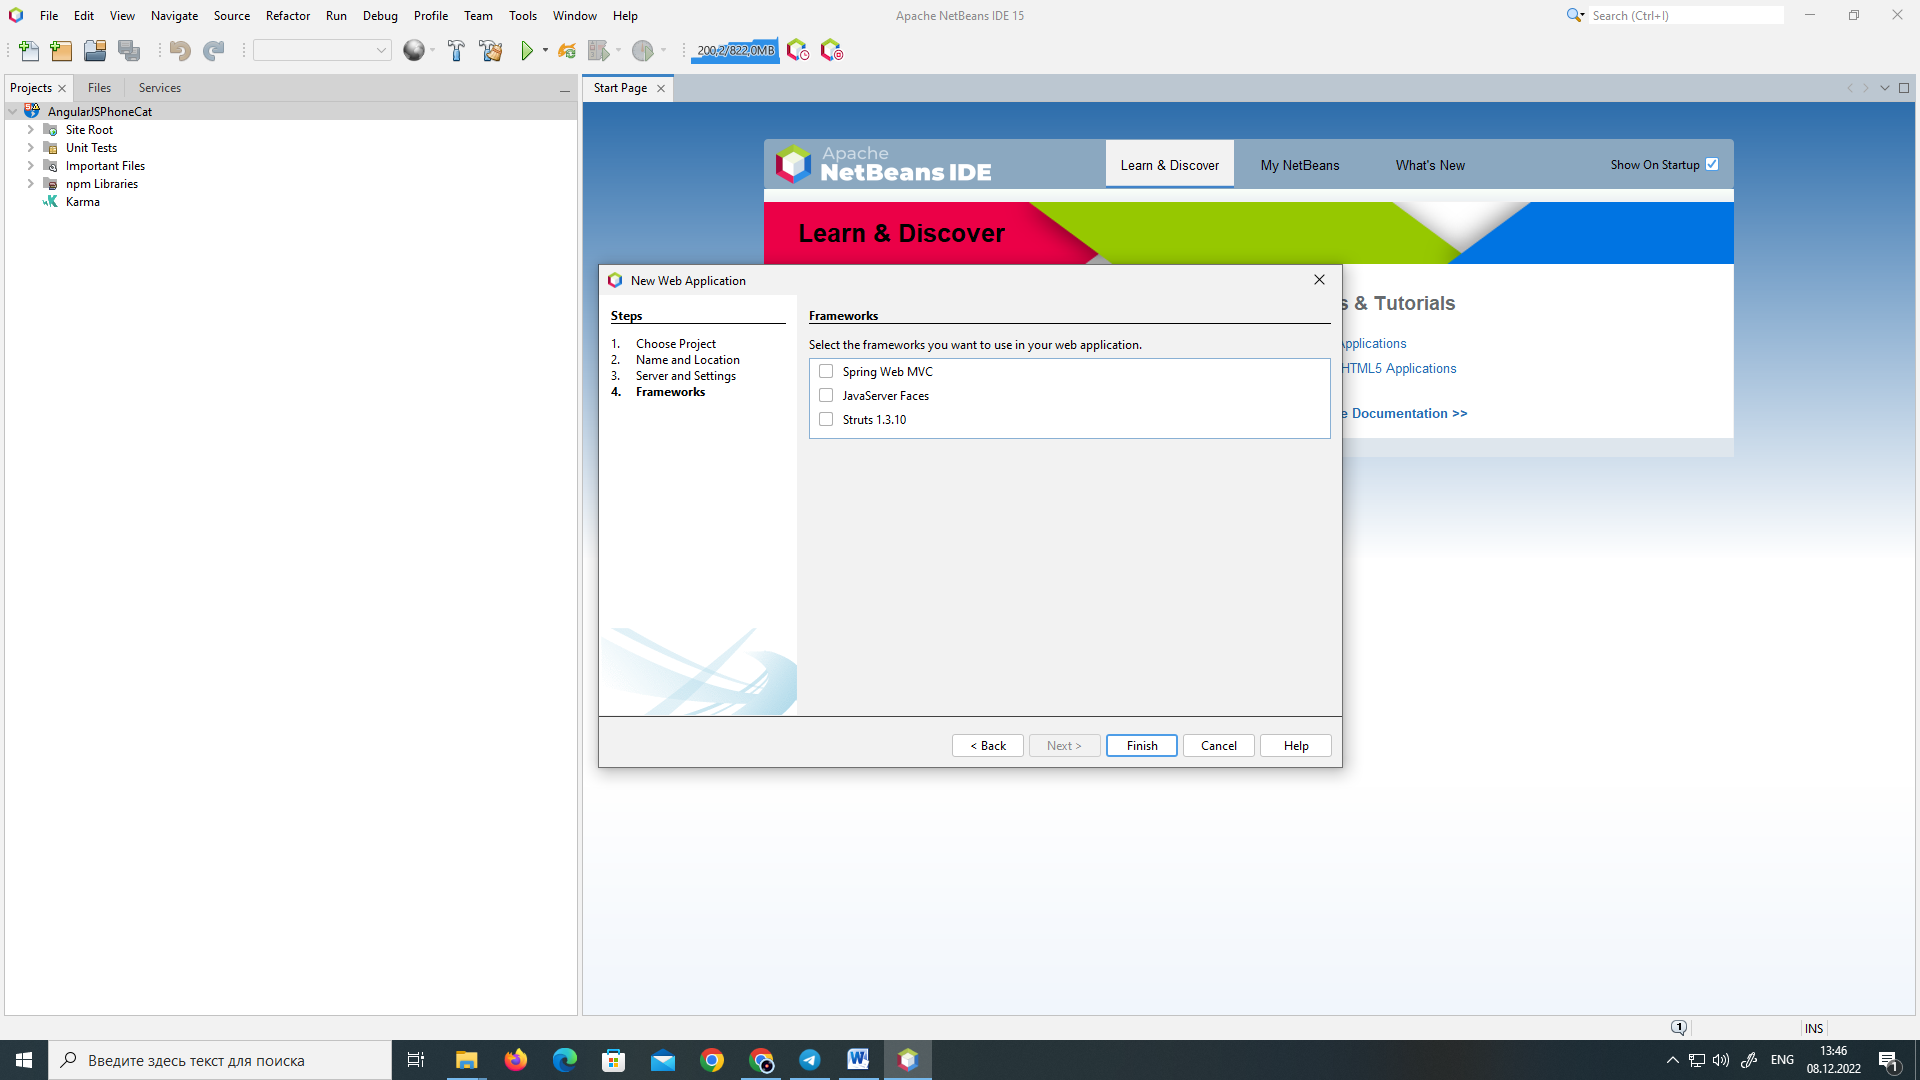 File Edit View Navigate Source Refactor Run Debug Profile Team Tools Window Help
Apache NetBeans IDE 15
Search (Ctrl+I)
200,2/822,0MB
Projects Files Services
Start Page
AngularJSPhoneCat
Site Root
Unit Tests
Important Files
npm Libraries
Karma
Apache
NetBeans IDE
Learn & Discover My NetBeans What's New Show On Startup
Learn & Discover
s & Tutorials
pplications
HTML5 Applications
e Documentation >>
New Web Application
Steps
1. Choose Project
2. Name and Location
3. Server and Settings
4. Frameworks
Frameworks
Select the frameworks you want to use in your web application.
Spring Web MVC
JavaServer Faces
Struts 1.3.10
< Back Next > Finish Cancel Help
1 INS
Введите здесь текст для поиска
ENG
13:46
08.12.2022
1